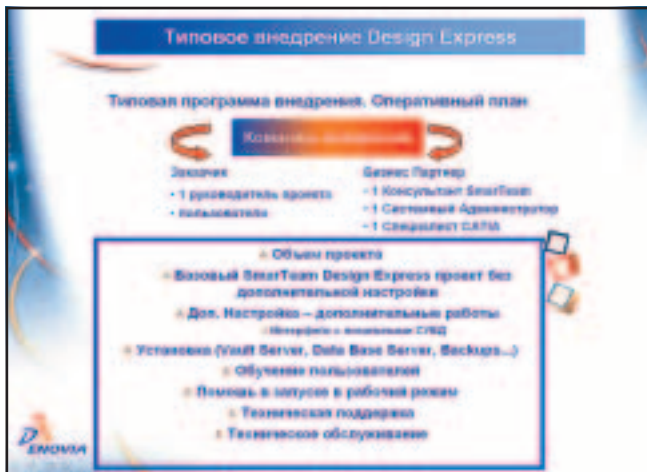 Типовое внедрение Design Express
Типовая программа внедрения. Оперативный план
Команда внедрения
Заказчик
• 1 руководитель проекта
• пользователи
Бизнес Партнер
• 1 Консультант SmarTeam
• 1 Системный Администратор
• 1 Специалист CATIA
Объем проекта
Базовый SmarTeam Design Express проект без
дополнительной настройки
Доп. Настройка – дополнительные работы
Интерфейс с
Установка (Vault Server, Data Base Server, Backups...)
Обучение пользователей
Помощь в запуске в рабочий режим
Техническая поддержка
Техническое обслуживание
ENOVIA